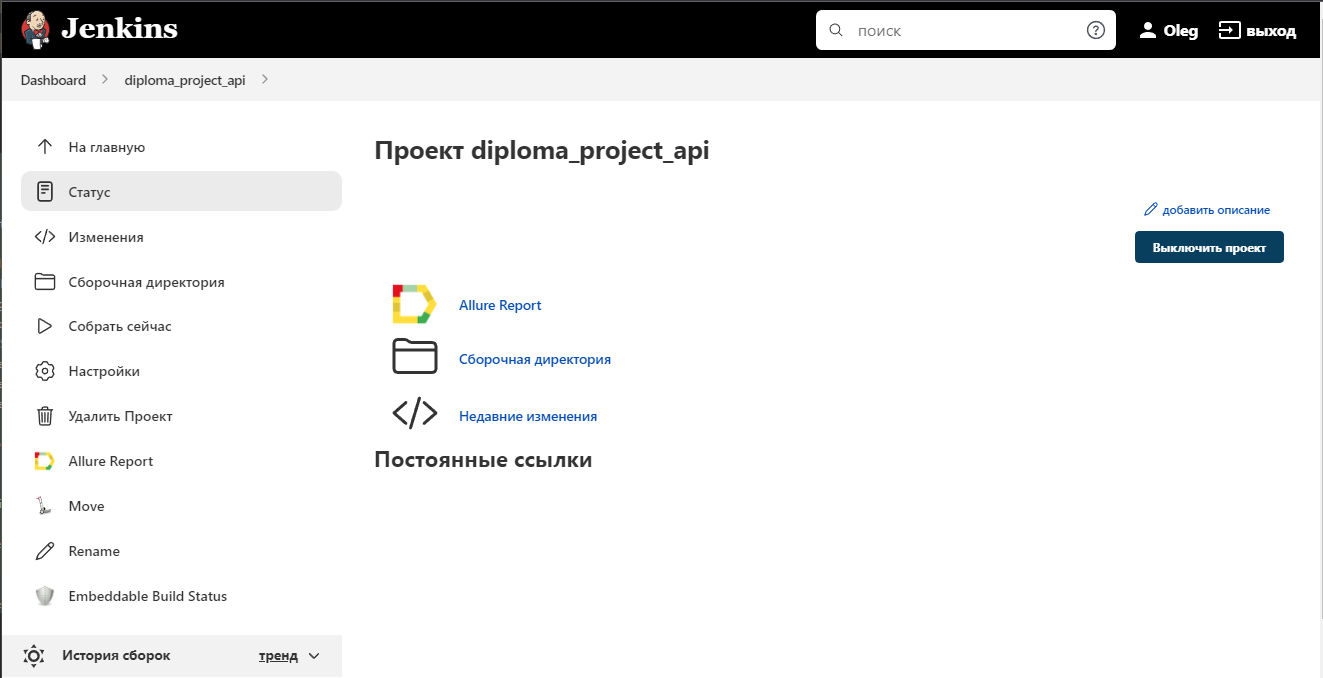 Jenkins
поиск
Oleg
выход
Dashboard
diploma_project_api
На главную
Статус
Изменения
Сборочная директория
Собрать сейчас
Настройки
Удалить Проект
Allure Report
Move
Rename
Embeddable Build Status
История сборок
тренд
Проект diploma_project_api
добавить описание
Выключить проект
Allure Report
Сборочная директория
Недавние изменения
Постоянные ссылки